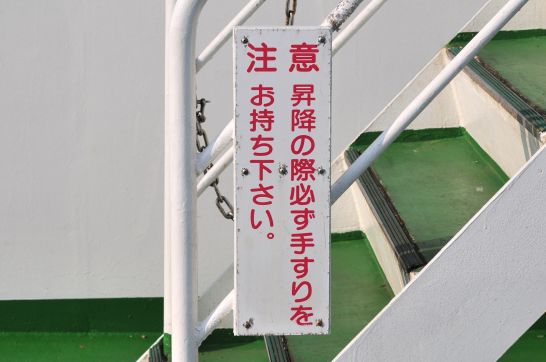 注意
昇降の際必ず手すりを
お持ち下さい。